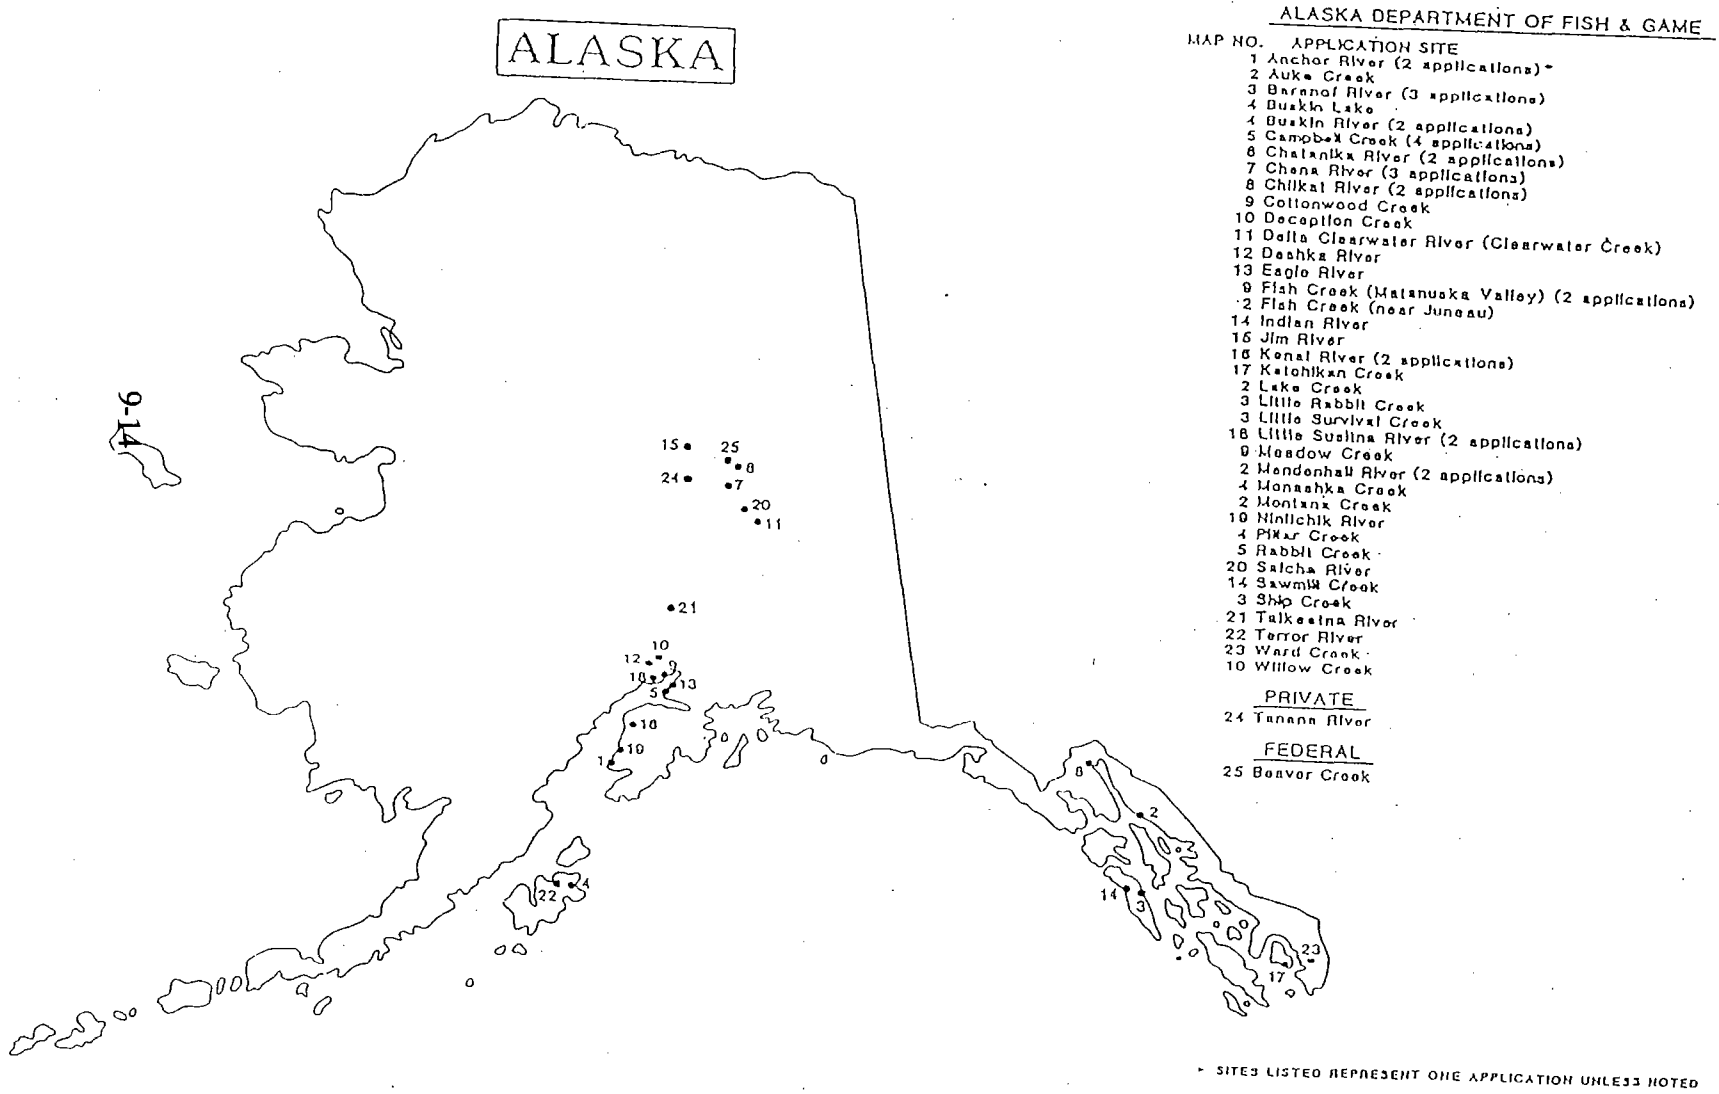 ALASKA
ALASKA DEPARTMENT OF FISH & GAME
MAP NO. APPLICATION SITE
1 Anchor River (2 applications)*
2 Auke Creek
3 Baranof River (3 applications)
4 Buskin Lake
4 Buskin River (2 applications)
5 Campbell Creek (4 applications)
6 Chatanika River (2 applications)
7 Chena River (3 applications)
8 Chilkat River (2 applications)
9 Cottonwood Creek
10 Deception Creek
11 Delta Clearwater River (Clearwater Creek)
12 Deshka River
13 Eagle River
9 Fish Creek (Matanuska Valley) (2 applications)
2 Fish Creek (near Juneau)
14 Indian River
15 Jim River
16 Kenai River (2 applications)
17 Ketchikan Creek
2 Lake Creek
3 Little Rabbit Creek
3 Little Survival Creek
18 Little Susitna River (2 applications)
9 Meadow Creek
2 Mendenhall River (2 applications)
4 Monashka Creek
2 Montana Creek
19 Ninilchik River
4 Pillar Creek
5 Rabbit Creek
20 Salcha River
14 Sawmill Creek
3 Ship Creek
21 Talkeetna River
22 Terror River
23 Ward Creek
10 Willow Creek
PRIVATE
24 Tanana River
FEDERAL
25 Beaver Creek
9-14
15
25
6
24
7
20
11
21
10
12
9
18
13
5
16
19
1
8
2
22
4
14
3
23
17
* SITES LISTED REPRESENT ONE APPLICATION UNLESS NOTED